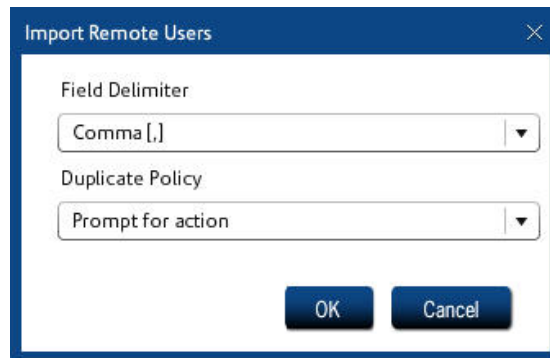 Import Remote Users
Field Delimiter
Comma [,]
Duplicate Policy
Prompt for action
OK Cancel